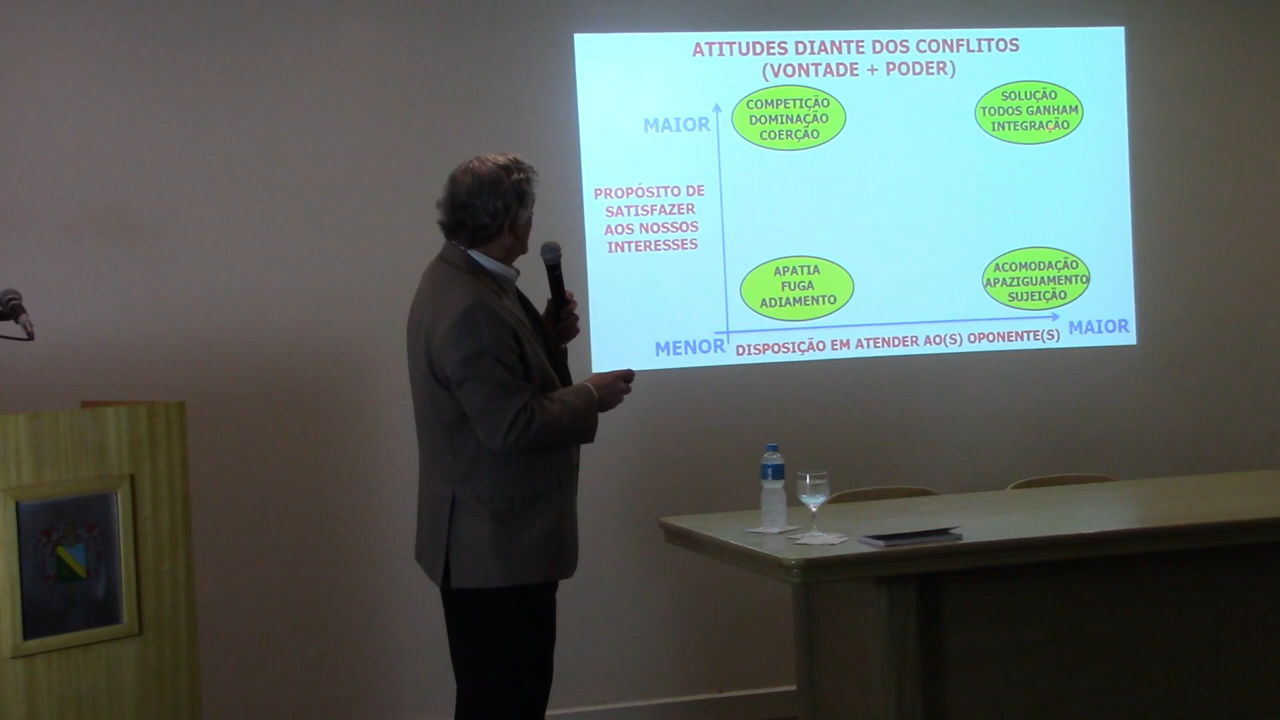 ATITUDES DIANTE DOS CONFLITOS
(VONTADE + PODER)
MAIOR
COMPETIÇÃO
DOMINAÇÃO
COERÇÃO
SOLUÇÃO
TODOS GANHAM
INTEGRAÇÃO
PROPÓSITO DE
SATISFAZER
AOS NOSSOS
INTERESSES
APATIA
FUGA
ADIAMENTO
ACOMODAÇÃO
APAZIGUAMENTO
SUJEIÇÃO
MENOR
DISPOSIÇÃO EM ATENDER AO(S) OPONENTE(S)
MAIOR